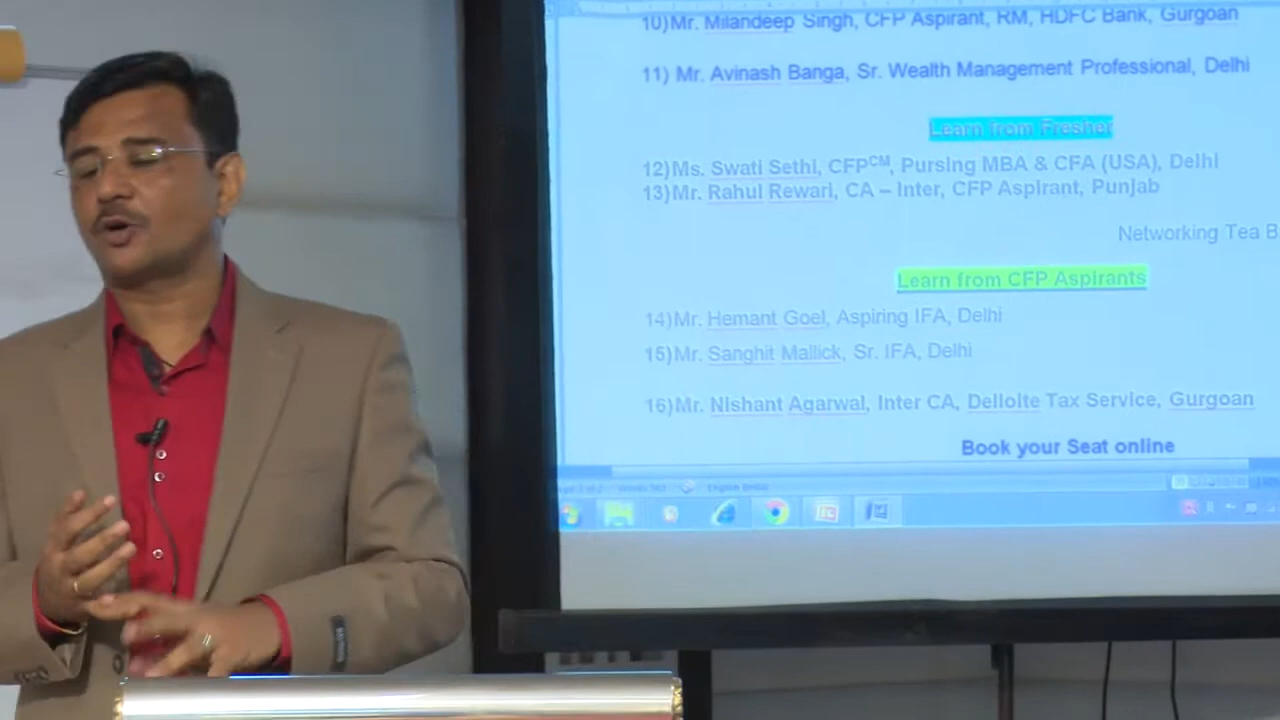 10)Mr. Milandeep Singh, CFP Aspirant, RM, HDFC Bank, Gurgoan
11) Mr. Avinash Banga, Sr. Wealth Management Professional, Delhi
Learn from Fresher
12)Ms. Swati Sethi, CFPᶜᴹ, Pursing MBA & CFA (USA), Delhi
13)Mr. Rahul Rewari, CA – Inter, CFP Aspirant, Punjab
Networking Tea B
Learn from CFP Aspirants
14)Mr. Hemant Goel, Aspiring IFA, Delhi
15)Mr. Sanghit Mallick, Sr. IFA, Delhi
16)Mr. Nishant Agarwal, Inter CA, Delloite Tax Service, Gurgoan
Book your Seat online